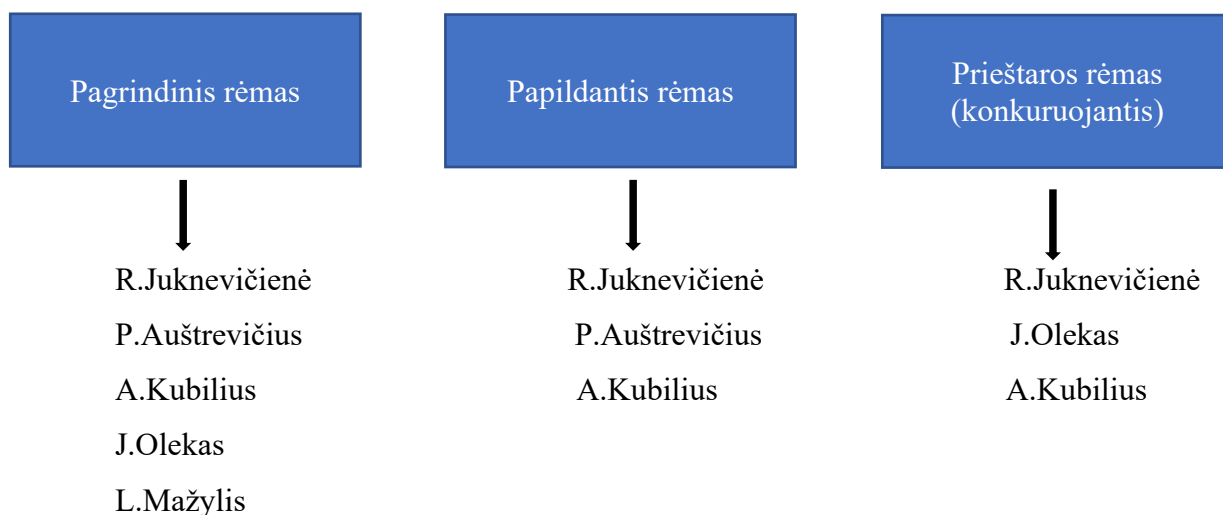 Pagrindinis rėmas
R.Juknevičienė
P.Auštrevičius
A.Kubilius
J.Olekas
L.Mažylis
Papildantis rėmas
R.Juknevičienė
P.Auštrevičius
A.Kubilius
Prieštaros rėmas
(konkuruojantis)
R.Juknevičienė
J.Olekas
A.Kubilius